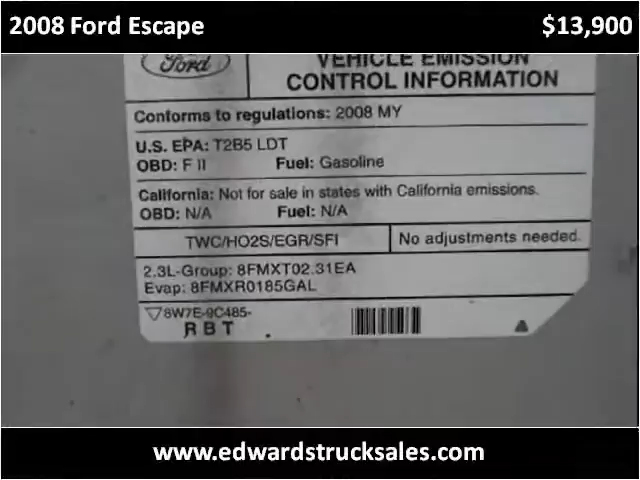 2008 Ford Escape $13,900
Ford
VEHICLE EMISSION
CONTROL INFORMATION
Conforms to regulations: 2008 MY
U.S. EPA: T2B5 LDT
OBD: F II Fuel: Gasoline
California: Not for sale in states with California emissions.
OBD: N/A Fuel: N/A
TWC/HO2S/EGR/SFI No adjustments needed.
2.3L-Group: 8FMXT02.31EA
Evap: 8FMXR0185GAL
8W7E-9C485-
RBT .
www.edwardstrucksales.com